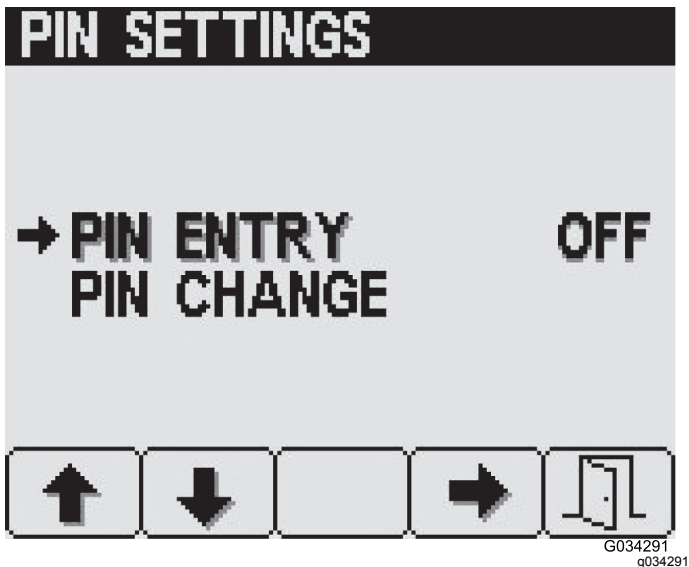 PIN SETTINGS
PIN ENTRY OFF
PIN CHANGE
G034291
g034291